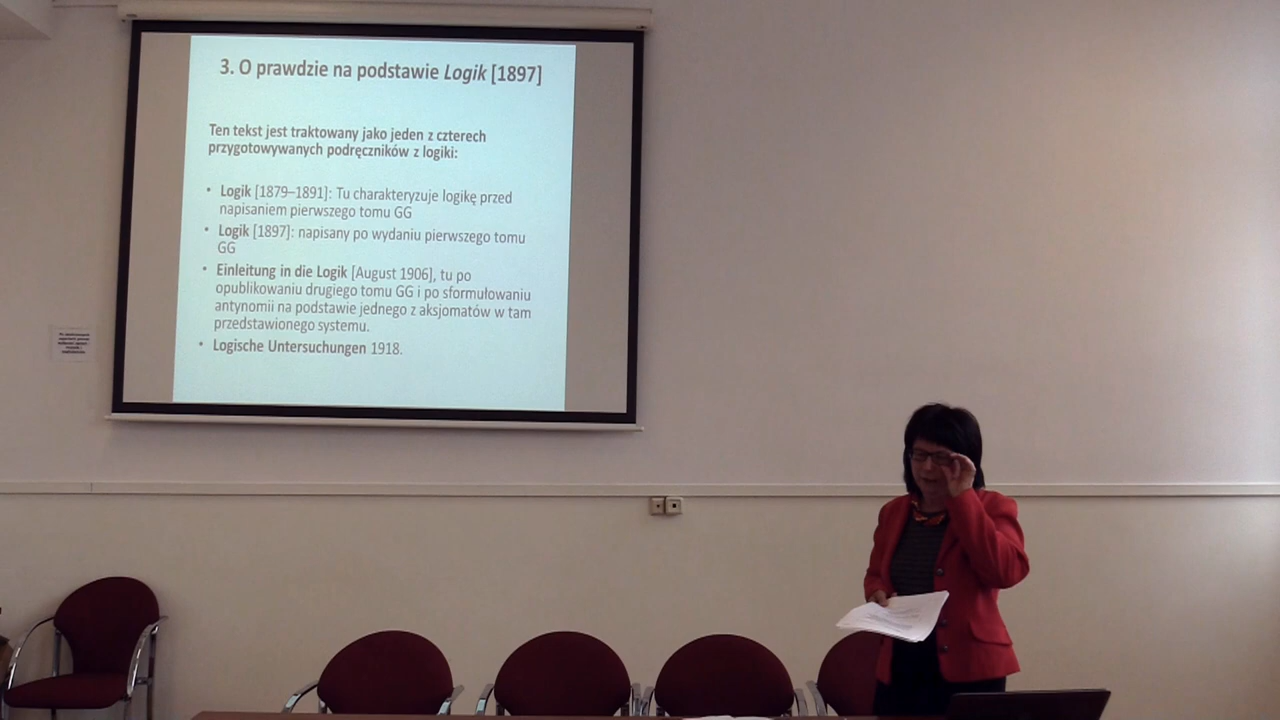 3. O prawdzie na podstawie Logik [1897]
Ten tekst jest traktowany jako jeden z czterech
przygotowywanych podręczników z logiki:
• Logik [1879–1891]: Tu charakteryzuje logikę przed
napisaniem pierwszego tomu GG
• Logik [1897]: napisany po wydaniu pierwszego tomu
GG
• Einleitung in die Logik [August 1906], tu po
opublikowaniu drugiego tomu GG i po sformułowaniu
antynomii na podstawie jednego z aksjomatów w tam
przedstawionego systemu.
• Logische Untersuchungen 1918.